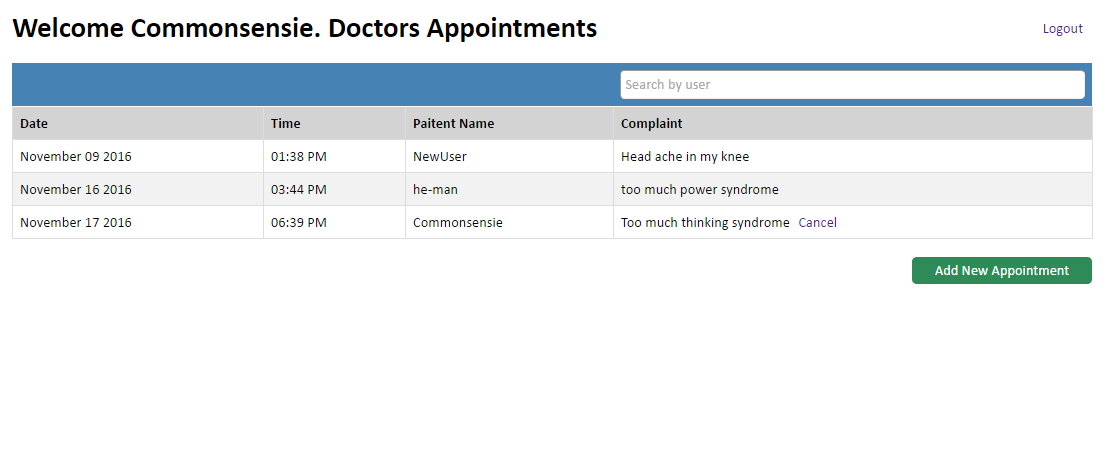 Welcome Commonsensie. Doctors Appointments
Logout
Search by user
Date Time Paitent Name Complaint
November 09 2016 01:38 PM NewUser Head ache in my knee
November 16 2016 03:44 PM he-man too much power syndrome
November 17 2016 06:39 PM Commonsensie Too much thinking syndrome Cancel
Add New Appointment